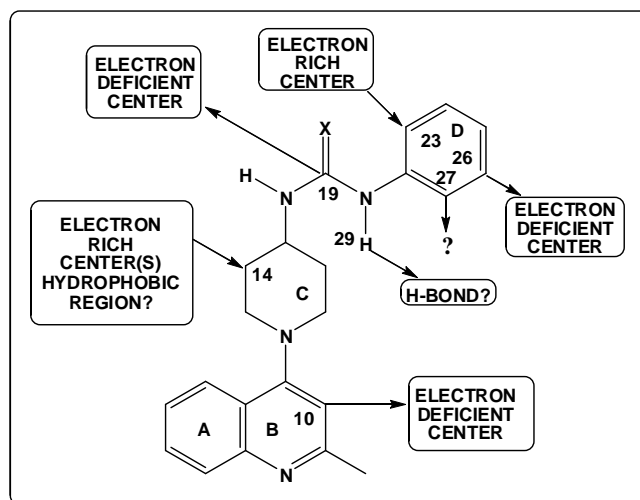 ELECTRON
DEFICIENT
CENTER
ELECTRON
RICH
CENTER
X
23
D
26
27
H
N
19
N
29
H
?
ELECTRON
DEFICIENT
CENTER
ELECTRON
RICH
CENTER(S)
HYDROPHOBIC
REGION?
14
C
H-BOND?
N
A
B
10
N
ELECTRON
DEFICIENT
CENTER